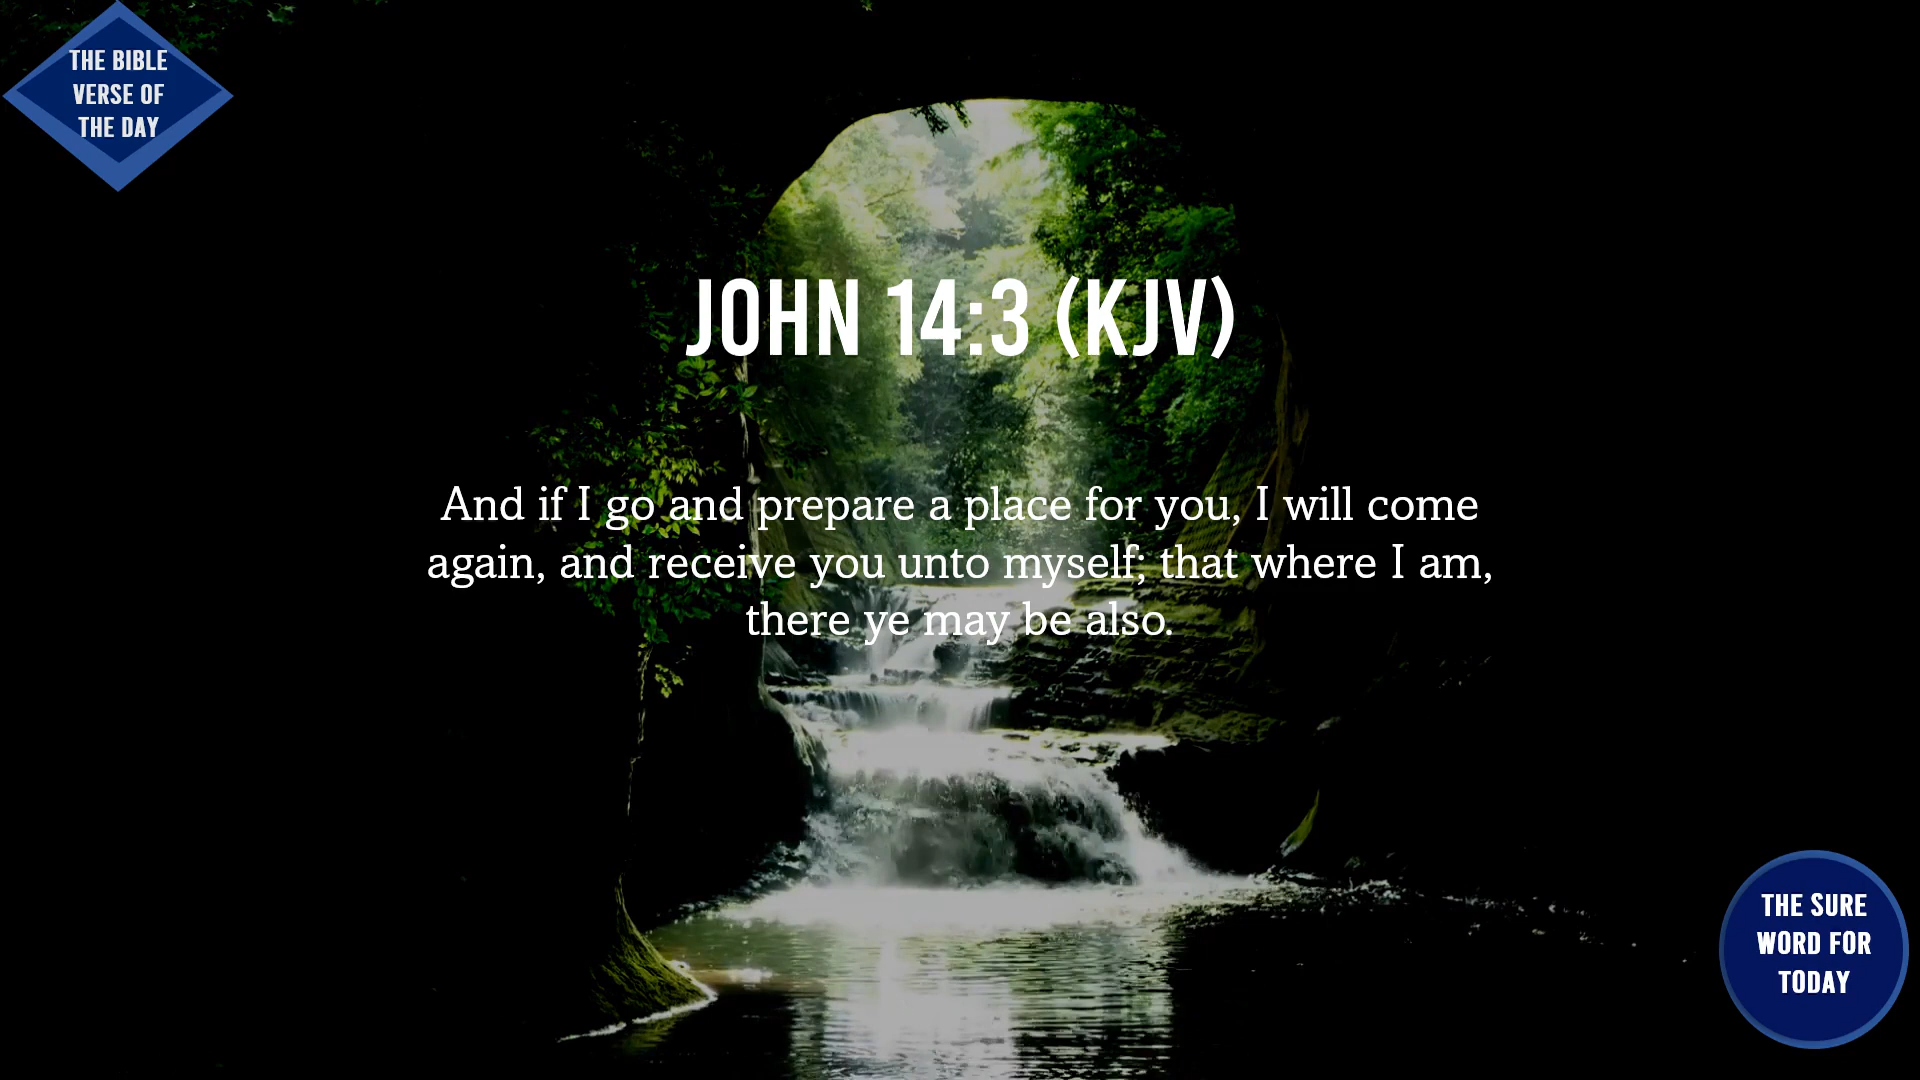 THE BIBLE
VERSE OF
THE DAY
JOHN 14:3 (KJV)
And if I go and prepare a place for you, I will come
again, and receive you unto myself; that where I am,
there ye may be also.
THE SURE
WORD FOR
TODAY